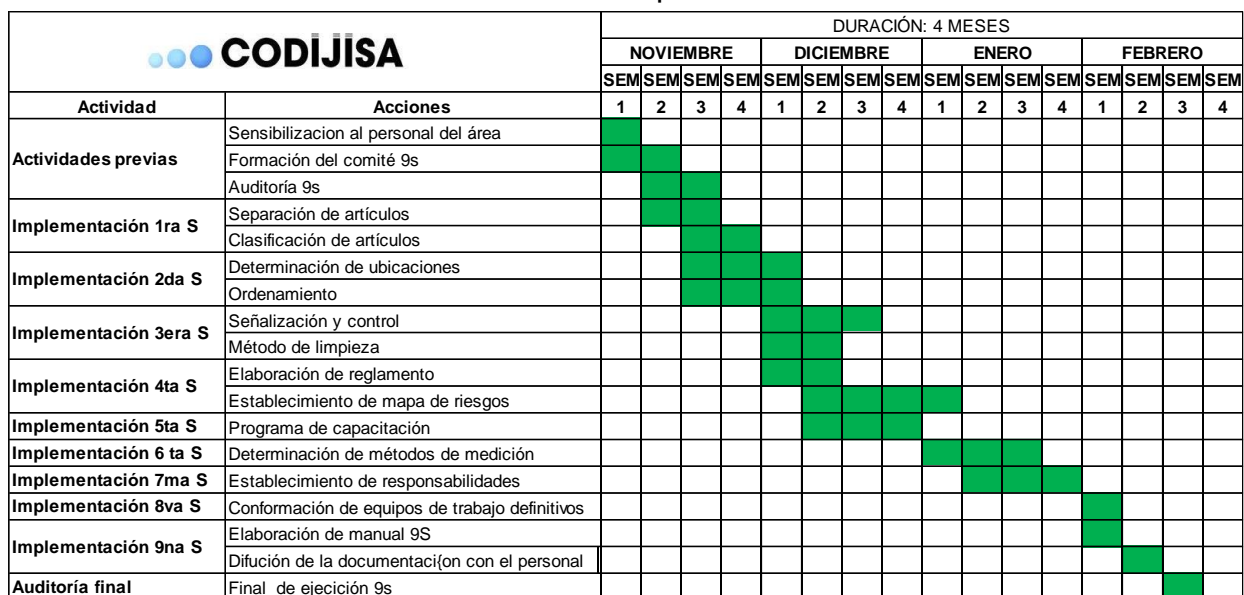 DURACIÓN: 4 MESES
CODIJISA
NOVIEMBRE DICIEMBRE ENERO FEBRERO
SEM SEM SEM SEM SEM SEM SEM SEM SEM SEM SEM SEM SEM SEM SEM SEM
Actividad Acciones 1 2 3 4 1 2 3 4 1 2 3 4 1 2 3 4
Actividades previas
Sensibilizacion al personal del área
Formación del comité 9s
Auditoría 9s
Implementación 1ra S
Separación de artículos
Clasificación de artículos
Implementación 2da S
Determinación de ubicaciones
Ordenamiento
Implementación 3era S
Señalización y control
Método de limpieza
Implementación 4ta S
Elaboración de reglamento
Establecimiento de mapa de riesgos
Implementación 5ta S Programa de capacitación
Implementación 6 ta S Determinación de métodos de medición
Implementación 7ma S Establecimiento de responsabilidades
Implementación 8va S Conformación de equipos de trabajo definitivos
Implementación 9na S
Elaboración de manual 9S
Difución de la documentaci{on con el personal
Auditoría final Final de ejecición 9s